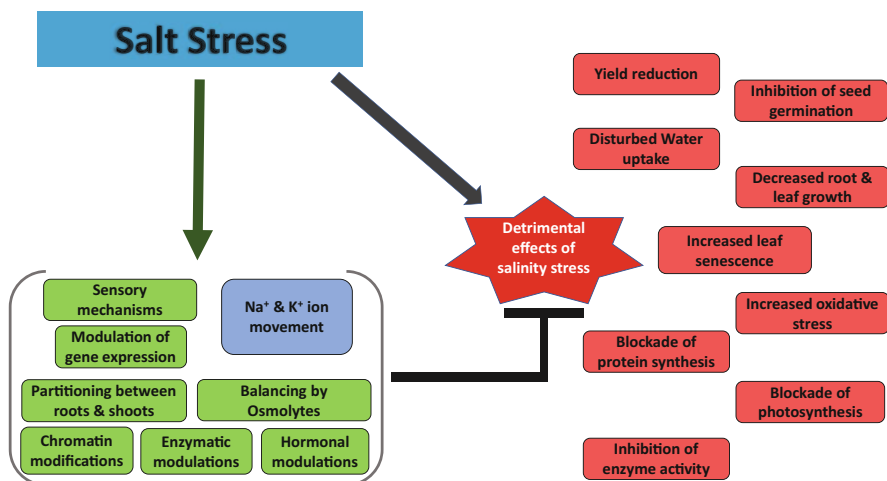 Salt Stress
Yield reduction
Inhibition of seed
germination
Disturbed Water
uptake
Decreased root &
leaf growth
Detrimental
effects of
salinity stress
Increased leaf
senescence
Sensory
mechanisms
Na⁺ & K⁺ ion
movement
Increased oxidative
stress
Modulation of
gene expression
Blockade of
protein synthesis
Partitioning between
roots & shoots
Balancing by
Osmolytes
Blockade of
photosynthesis
Chromatin
modifications
Enzymatic
modulations
Hormonal
modulations
Inhibition of
enzyme activity